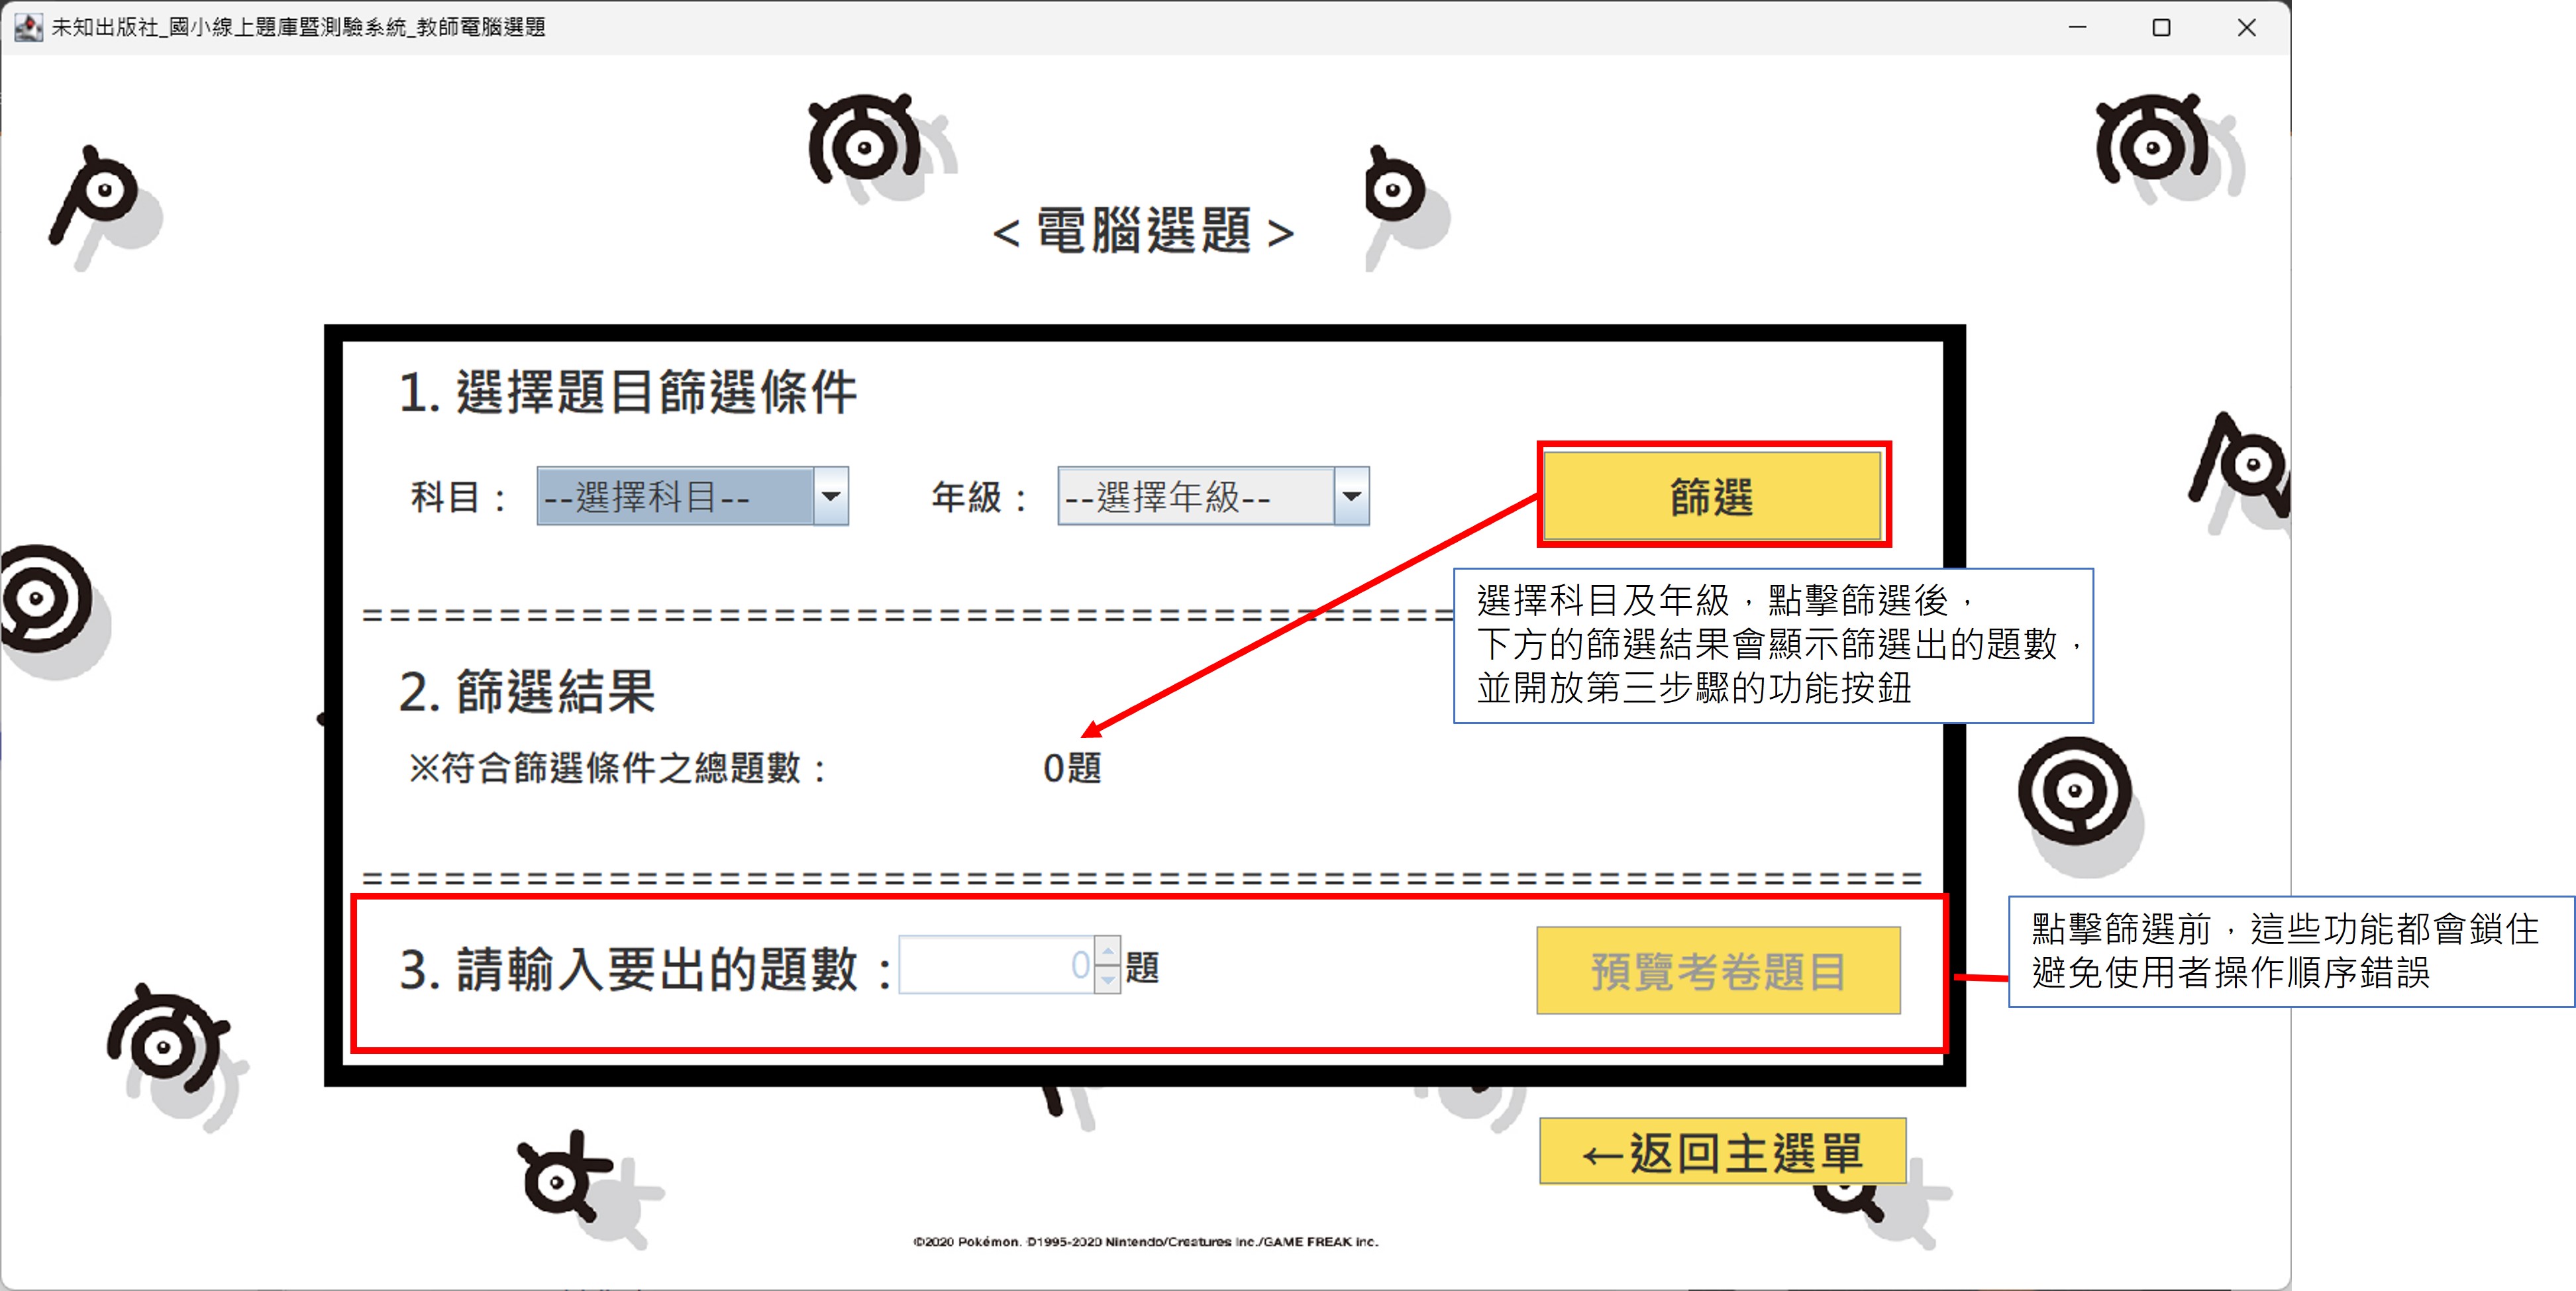 未知出版社_國小線上題庫暨測驗系統_教師電腦選題
<電腦選題>
1. 選擇題目篩選條件
科目： --選擇科目-- 年級： --選擇年級-- 篩選
選擇科目及年級，點擊篩選後，
下方的篩選結果會顯示篩選出的題數，
並開放第三步驟的功能按鈕
=========================================
2. 篩選結果
※符合篩選條件之總題數： 0題
=========================================================
3. 請輸入要出的題數： 0 題 預覽考卷題目
點擊篩選前，這些功能都會鎖住
避免使用者操作順序錯誤
←返回主選單
©2020 Pokémon. ©1995-2020 Nintendo/Creatures Inc./GAME FREAK inc.